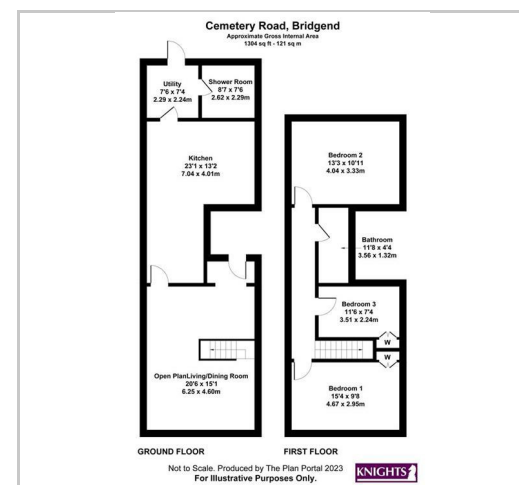 Cemetery Road, Bridgend
Approximate Gross Internal Area
1304 sq ft - 121 sq m
Utility
7'6 x 7'4
2.29 x 2.24m
Shower Room
8'7 x 7'6
2.62 x 2.29m
Kitchen
23'1 x 13'2
7.04 x 4.01m
Open PlanLiving/Dining Room
20'6 x 15'1
6.25 x 4.60m
Bedroom 2
13'3 x 10'11
4.04 x 3.33m
Bathroom
11'8 x 4'4
3.56 x 1.32m
Bedroom 3
11'6 x 7'4
3.51 x 2.24m
W
W
Bedroom 1
15'4 x 9'8
4.67 x 2.95m
GROUND FLOOR
FIRST FLOOR
Not to Scale. Produced by The Plan Portal 2023
For Illustrative Purposes Only.
KNIGHTS